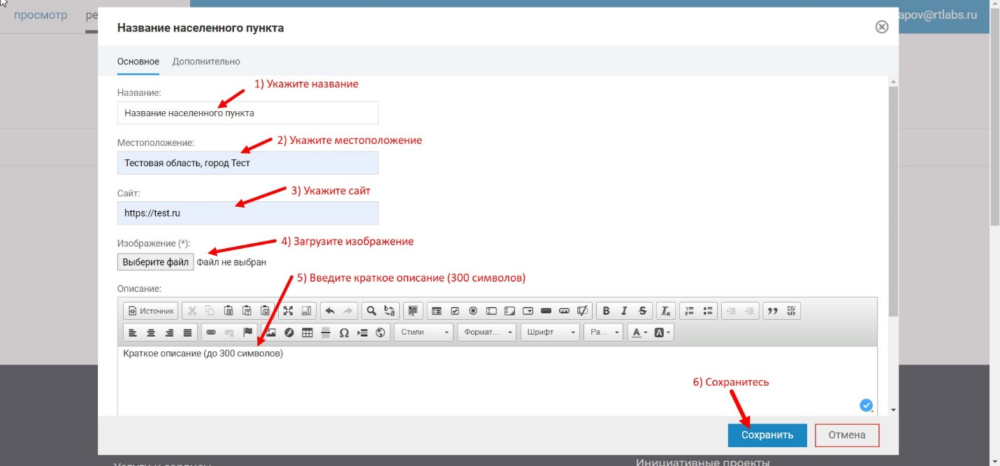 просмотр
ре
apov@rtlabs.ru
Название населенного пункта
Основное Дополнительно
1) Укажите название
Название:
Название населенного пункта
2) Укажите местоположение
Местоположение:
Тестовая область, город Тест
3) Укажите сайт
Сайт:
https://test.ru
4) Загрузите изображение
Изображение (*):
Выберите файл Файл не выбран
5) Введите краткое описание (300 символов)
Описание:
Источник
Стили Формат... Шрифт Ра...
Краткое описание (до 300 символов)
6) Сохранитесь
Сохранить Отмена
Услуги и сервисы
Инициативные проекты